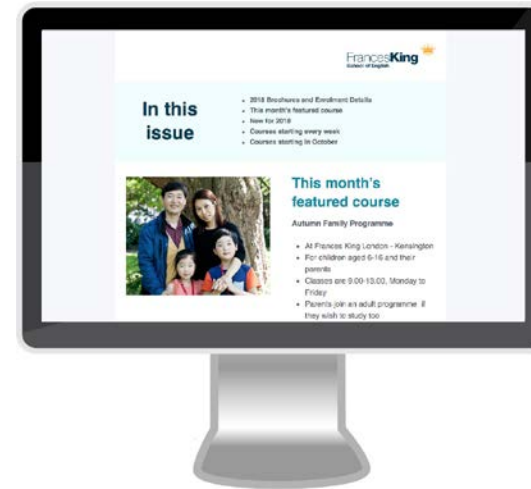 FrancesKing
School of English
In this
issue
2018 Brochures and Enrolment Details
This month's featured course
New for 2018
Courses starting every week
Courses starting in October
This month's
featured course
Autumn Family Programme
At Frances King London - Kensington
For children aged 6-16 and their
parents
Classes are 9:00-13:00, Monday to
Friday
Parents join an adult programme if
they wish to study too